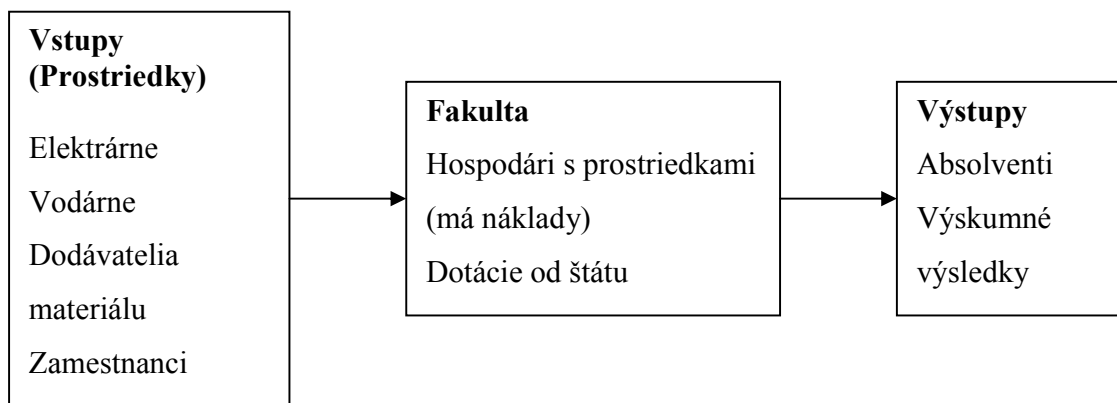 Vstupy
(Prostriedky)
Elektrárne
Vodárne
Dodávatelia
materiálu
Zamestnanci
Fakulta
Hospodári s prostriedkami
(má náklady)
Dotácie od štátu
Výstupy
Absolventi
Výskumné
výsledky